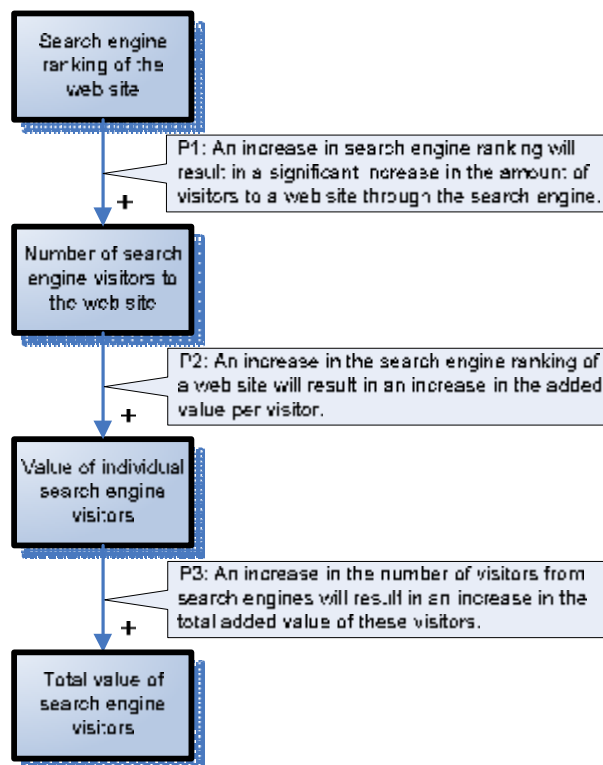 Search engine
ranking of the
web site
P1: An increase in search engine ranking will
result in a significant increase in the amount of
visitors to a web site through the search engine.
+
Number of search
engine visitors to
the web site
P2: An increase in the search engine ranking of
a web site will result in an increase in the added
value per visitor.
+
Value of individual
search engine
visitors
P3: An increase in the number of visitors from
search engines will result in an increase in the
total added value of these visitors.
+
Total value of
search engine
visitors